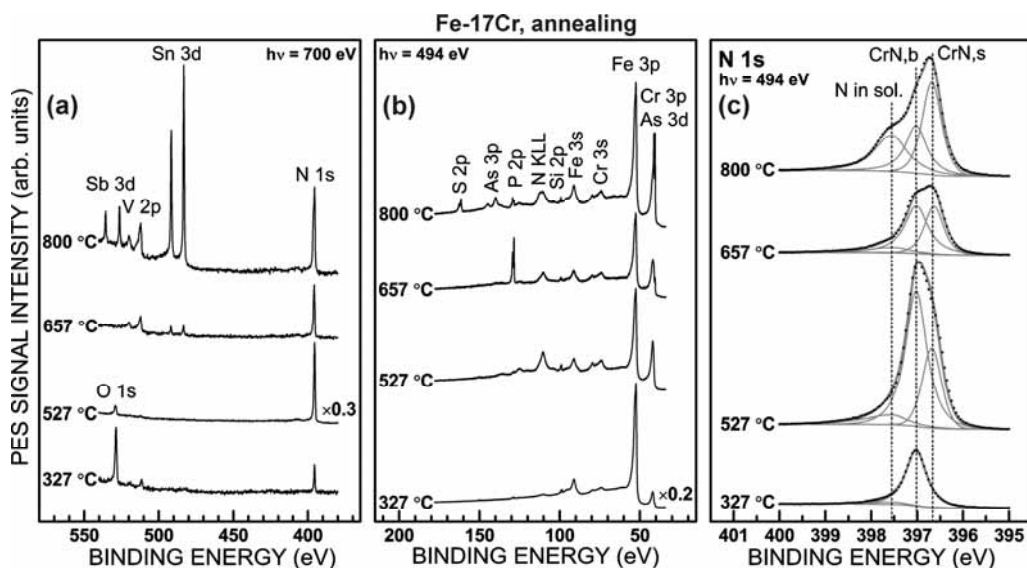 Fe-17Cr, annealing
PES SIGNAL INTENSITY (arb. units)
(a)
hν = 700 eV
Sn 3d
Sb 3d
V 2p
N 1s
800 °C
657 °C
O 1s
527 °C
×0.3
327 °C
550 500 450 400
BINDING ENERGY (eV)
hν = 494 eV
(b)
Fe 3p
Cr 3p
As 3d
S 2p
As 3p
P 2p
N KLL
Si 2p
Fe 3s
Cr 3s
800 °C
657 °C
527 °C
327 °C
×0.2
200 150 100 50
BINDING ENERGY (eV)
N 1s
hν = 494 eV
(c)
CrN,b
CrN,s
N in sol.
800 °C
657 °C
527 °C
327 °C
401 400 399 398 397 396 395
BINDING ENERGY (eV)